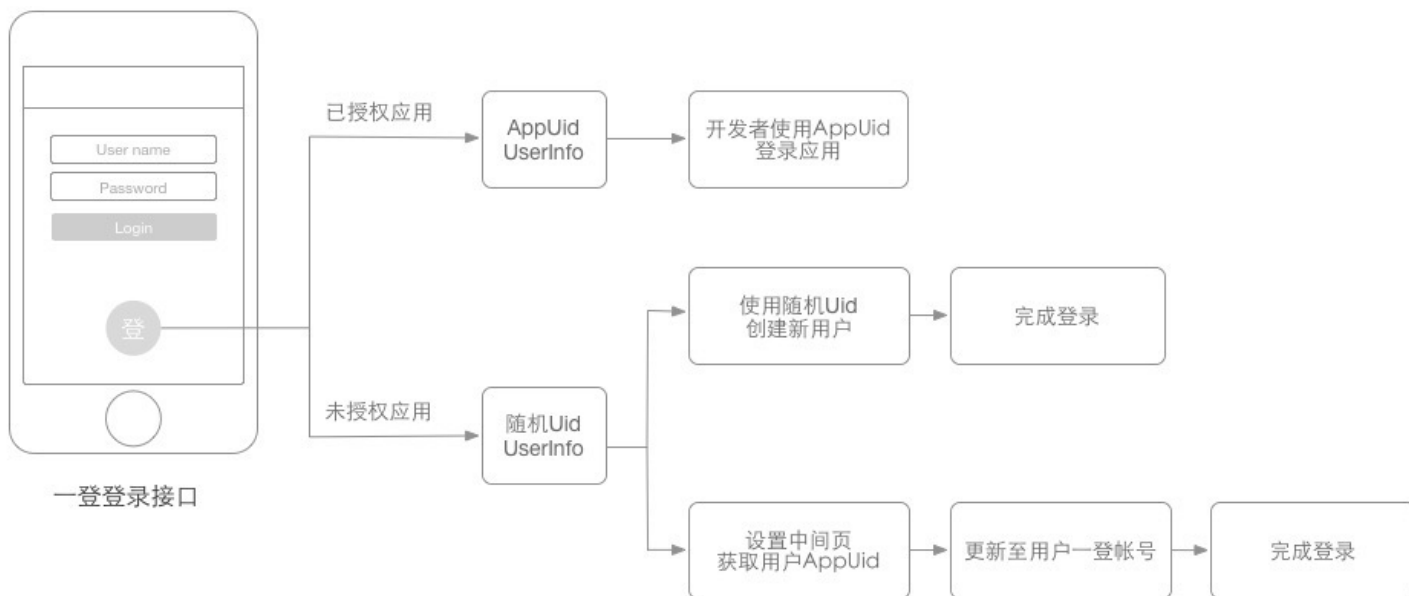 User name
Password
Login
登
一登登录接口
已授权应用
AppUid
UserInfo
开发者使用AppUid
登录应用
未授权应用
随机Uid
UserInfo
使用随机Uid
创建新用户
完成登录
设置中间页
获取用户AppUid
更新至用户一登帐号
完成登录